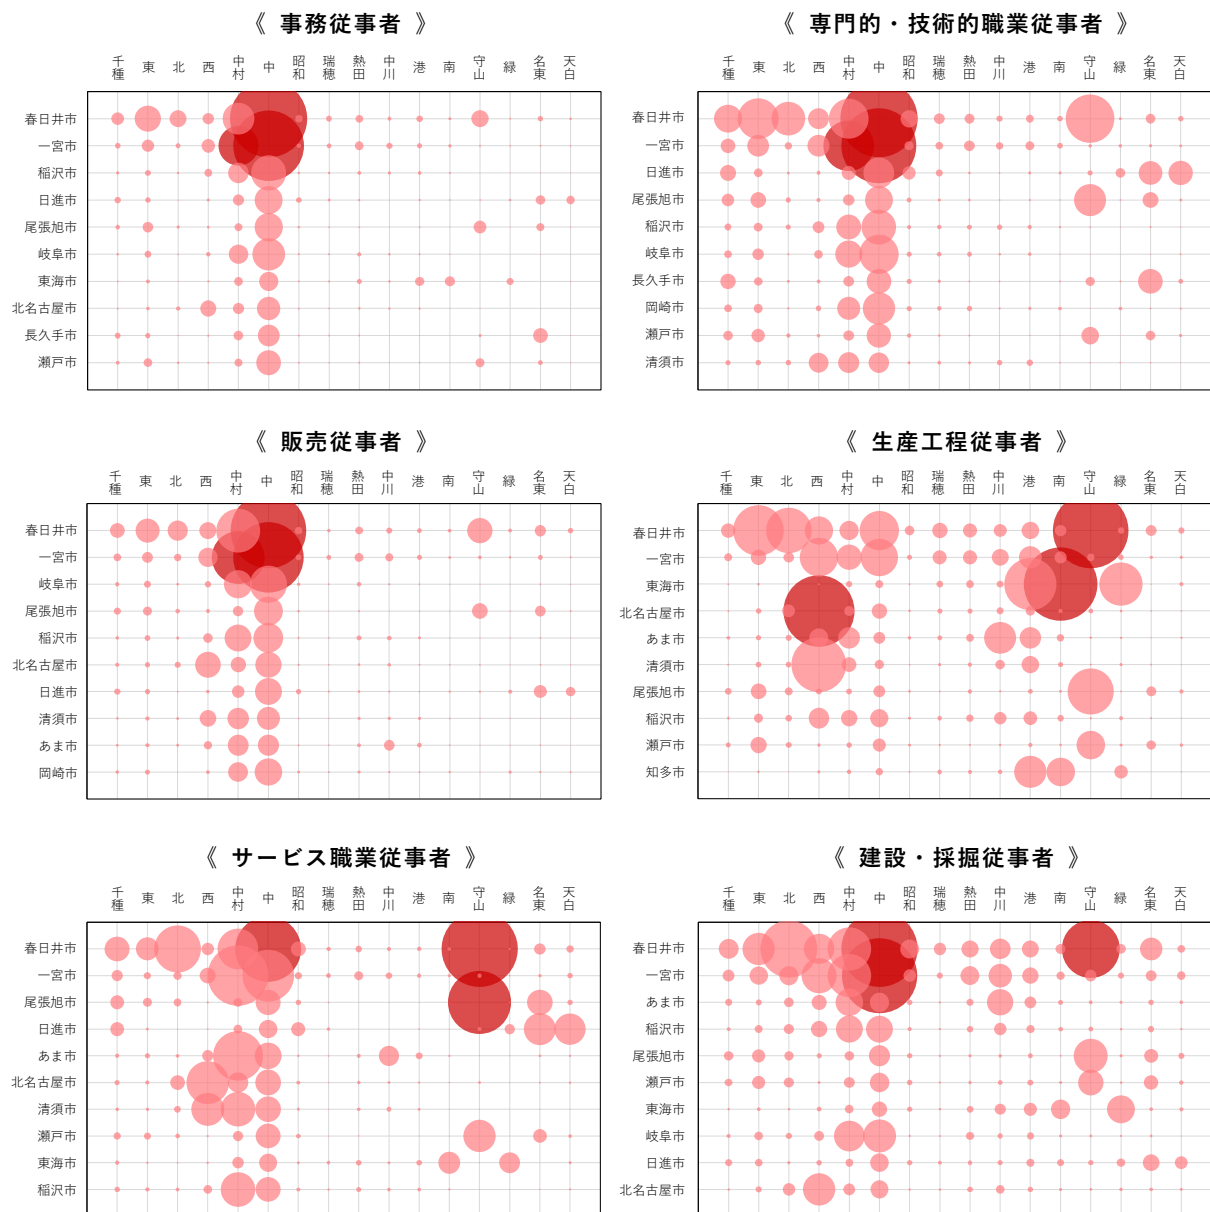 《 事務従事者 》
千種 東 北 西 中村 中 昭和 瑞穂 熱田 中川 港 南 守山 緑 名東 天白
春日井市
一宮市
稲沢市
日進市
尾張旭市
岐阜市
東海市
北名古屋市
長久手市
瀬戸市
《 専門的・技術的職業従事者 》
千種 東 北 西 中村 中 昭和 瑞穂 熱田 中川 港 南 守山 緑 名東 天白
春日井市
一宮市
日進市
尾張旭市
稲沢市
岐阜市
長久手市
岡崎市
瀬戸市
清須市
《 販売従事者 》
千種 東 北 西 中村 中 昭和 瑞穂 熱田 中川 港 南 守山 緑 名東 天白
春日井市
一宮市
岐阜市
尾張旭市
稲沢市
北名古屋市
日進市
清須市
あま市
岡崎市
《 生産工程従事者 》
千種 東 北 西 中村 中 昭和 瑞穂 熱田 中川 港 南 守山 緑 名東 天白
春日井市
一宮市
東海市
北名古屋市
あま市
清須市
尾張旭市
稲沢市
瀬戸市
知多市
《 サービス職業従事者 》
千種 東 北 西 中村 中 昭和 瑞穂 熱田 中川 港 南 守山 緑 名東 天白
春日井市
一宮市
尾張旭市
日進市
あま市
北名古屋市
清須市
瀬戸市
東海市
稲沢市
《 建設・採掘従事者 》
千種 東 北 西 中村 中 昭和 瑞穂 熱田 中川 港 南 守山 緑 名東 天白
春日井市
一宮市
あま市
稲沢市
尾張旭市
瀬戸市
東海市
岐阜市
日進市
北名古屋市